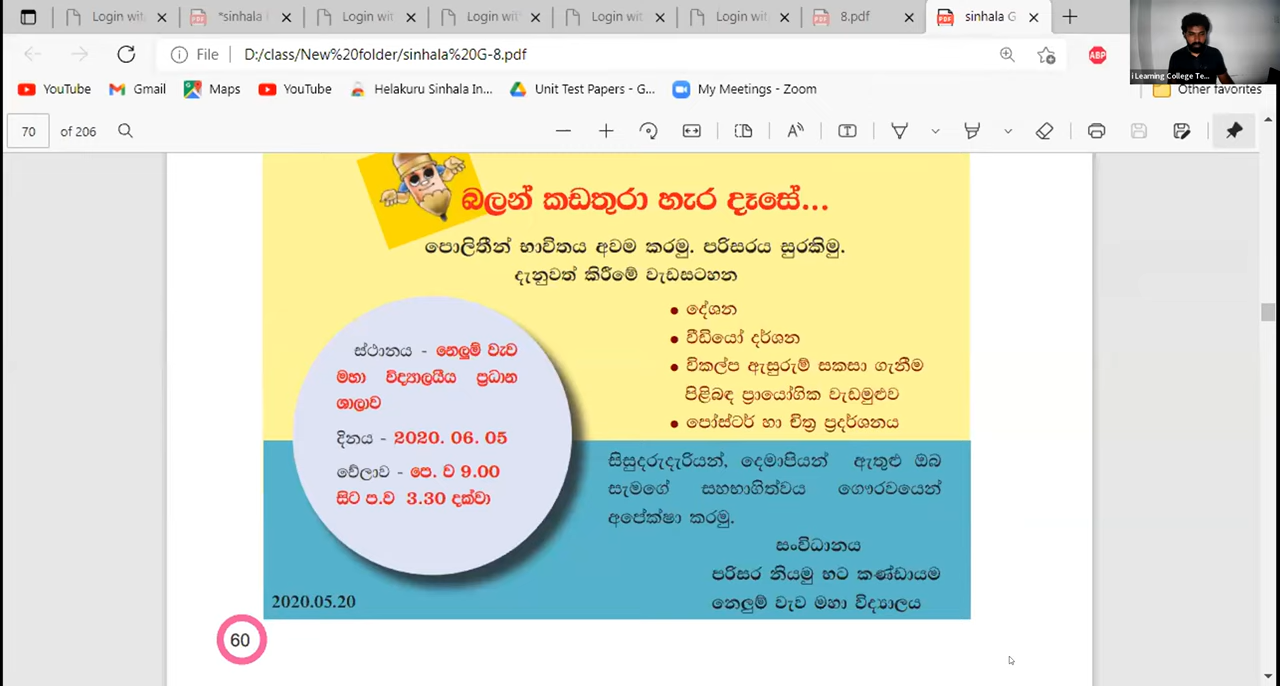 Login wit
*sinhala
Login wit
Login wit
Login wit
Login wit
8.pdf
sinhala G
File
D:/class/New%20folder/sinhala%20G-8.pdf
ABP
i Learning College Te...
YouTube
Gmail
Maps
YouTube
Helakuru Sinhala In...
Unit Test Papers - G...
My Meetings - Zoom
Other favorites
70 of 206
බලන් කඩතුරා හැර දෑසේ...
පොලිතීන් භාවිතය අවම කරමු. පරිසරය සුරකිමු.
දැනුවත් කිරීමේ වැඩසටහන
ස්ථානය - නෙලුම් වැව
මහා විද්‍යාලයීය ප්‍රධාන
ශාලාව
දිනය - 2020. 06. 05
වේලාව - පෙ. ව 9.00
සිට ප.ව 3.30 දක්වා
• දේශන
• වීඩියෝ දර්ශන
• විකල්ප ඇසුරුම් සකසා ගැනීම
පිළිබඳ ප්‍රායෝගික වැඩමුළුව
• පෝස්ටර් හා චිත්‍ර ප්‍රදර්ශනය
සිසුදරුදැරියන්, දෙමාපියන් ඇතුළු ඔබ
සැමගේ සහභාගිත්වය ගෞරවයෙන්
අපේක්ෂා කරමු.
සංවිධානය
පරිසර නියමු භට කණ්ඩායම
නෙලුම් වැව මහා විද්‍යාලය
2020.05.20
60